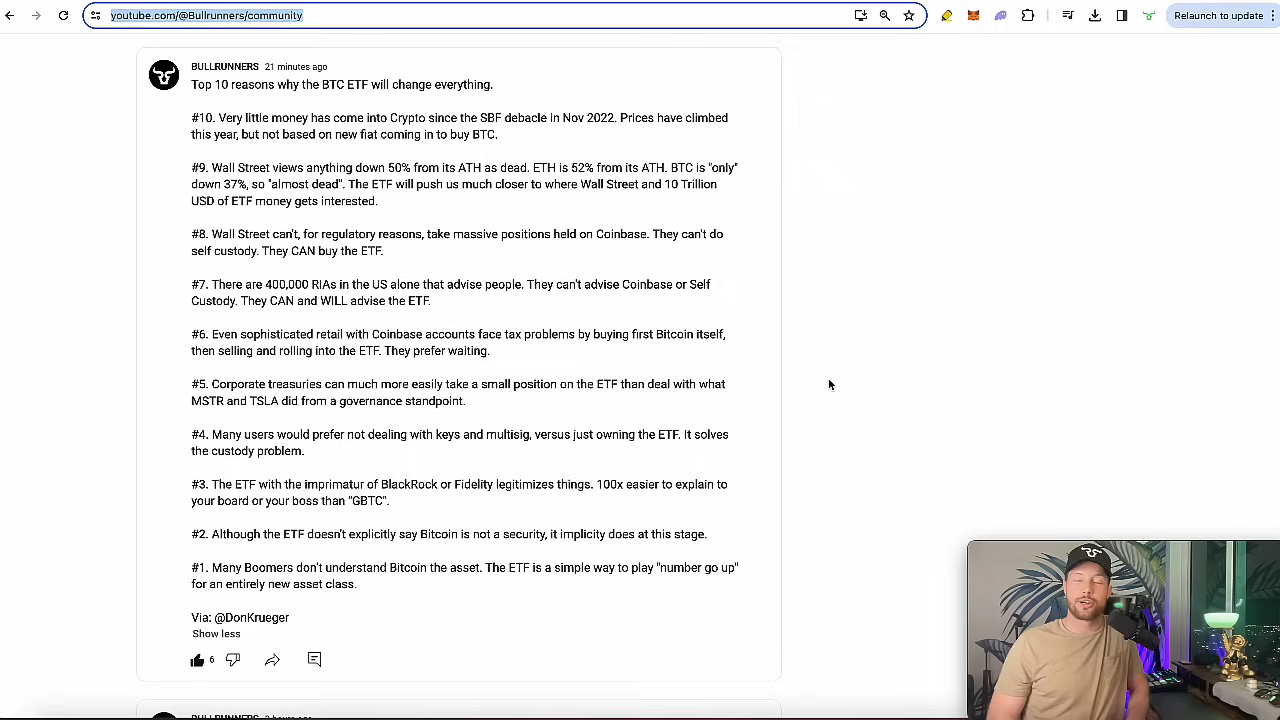 youtube.com/@Bullrunners/community
Relaunch to update
BULLRUNNERS 21 minutes ago
Top 10 reasons why the BTC ETF will change everything.
#10. Very little money has come into Crypto since the SBF debacle in Nov 2022. Prices have climbed
this year, but not based on new fiat coming in to buy BTC.
#9. Wall Street views anything down 50% from its ATH as dead. ETH is 52% from its ATH. BTC is "only"
down 37%, so "almost dead". The ETF will push us much closer to where Wall Street and 10 Trillion
USD of ETF money gets interested.
#8. Wall Street can't, for regulatory reasons, take massive positions held on Coinbase. They can't do
self custody. They CAN buy the ETF.
#7. There are 400,000 RIAs in the US alone that advise people. They can't advise Coinbase or Self
Custody. They CAN and WILL advise the ETF.
#6. Even sophisticated retail with Coinbase accounts face tax problems by buying first Bitcoin itself,
then selling and rolling into the ETF. They prefer waiting.
#5. Corporate treasuries can much more easily take a small position on the ETF than deal with what
MSTR and TSLA did from a governance standpoint.
#4. Many users would prefer not dealing with keys and multisig, versus just owning the ETF. It solves
the custody problem.
#3. The ETF with the imprimatur of BlackRock or Fidelity legitimizes things. 100x easier to explain to
your board or your boss than "GBTC".
#2. Although the ETF doesn't explicitly say Bitcoin is not a security, it implicity does at this stage.
#1. Many Boomers don't understand Bitcoin the asset. The ETF is a simple way to play "number go up"
for an entirely new asset class.
Via: @DonKrueger
Show less
6
BULLRUNNERS 2 hours ago